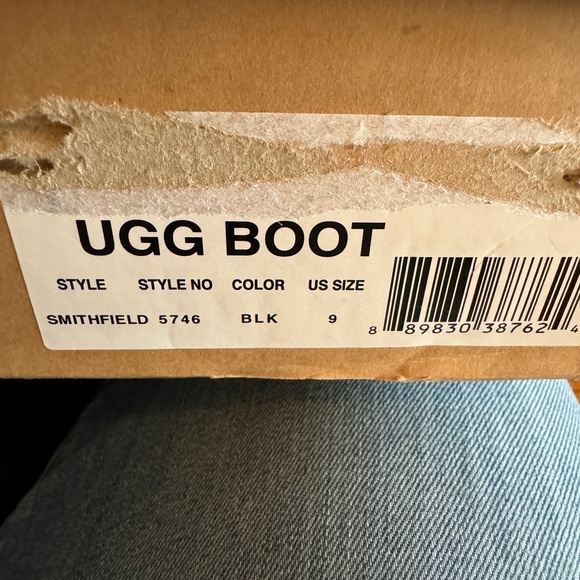 UGG BOOT
STYLE STYLE NO COLOR US SIZE
SMITHFIELD 5746 BLK 9
8 89830 38762 4